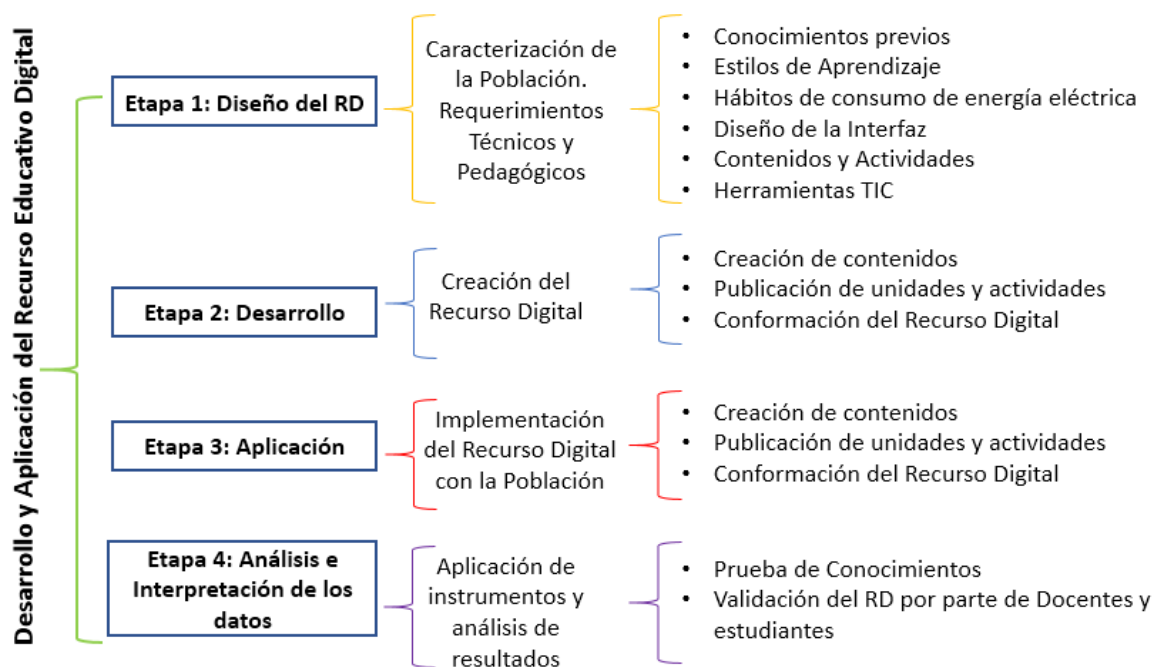 Desarrollo y Aplicación del Recurso Educativo Digital
Etapa 1: Diseño del RD
Caracterización de
la Población.
Requerimientos
Técnicos y
Pedagógicos
• Conocimientos previos
• Estilos de Aprendizaje
• Hábitos de consumo de energía eléctrica
• Diseño de la Interfaz
• Contenidos y Actividades
• Herramientas TIC
Etapa 2: Desarrollo
Creación del
Recurso Digital
• Creación de contenidos
• Publicación de unidades y actividades
• Conformación del Recurso Digital
Etapa 3: Aplicación
Implementación
del Recurso Digital
con la Población
• Creación de contenidos
• Publicación de unidades y actividades
• Conformación del Recurso Digital
Etapa 4: Análisis e
Interpretación de los
datos
Aplicación de
instrumentos y
análisis de
resultados
• Prueba de Conocimientos
• Validación del RD por parte de Docentes y
estudiantes